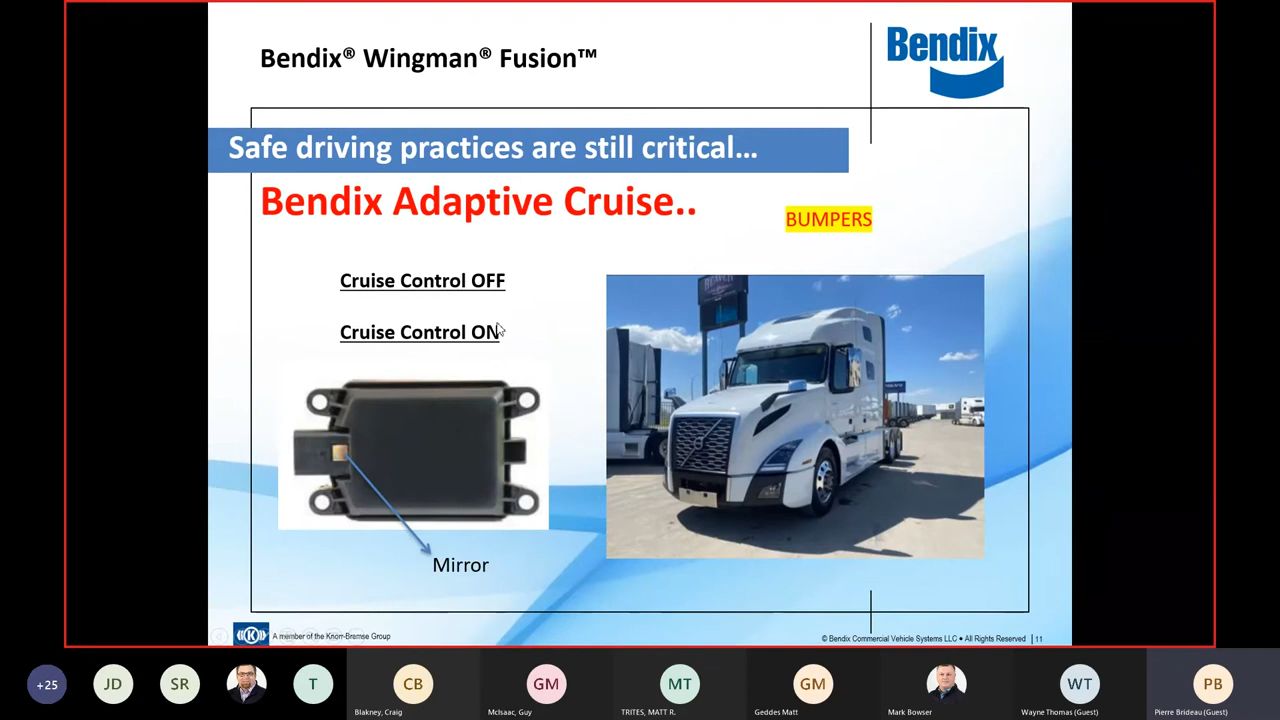 Bendix® Wingman® Fusion™
Bendix
Safe driving practices are still critical…
Bendix Adaptive Cruise..
BUMPERS
Cruise Control OFF
Cruise Control ON
Mirror
A member of the Knorr-Bremse Group
© Bendix Commercial Vehicle Systems LLC • All Rights Reserved | 11
+25
JD
SR
T
CB
GM
MT
GM
WT
PB
Blakney, Craig
McIsaac, Guy
TRITES, MATT R.
Geddes Matt
Mark Bowser
Wayne Thomas (Guest)
Pierre Brideau (Guest)